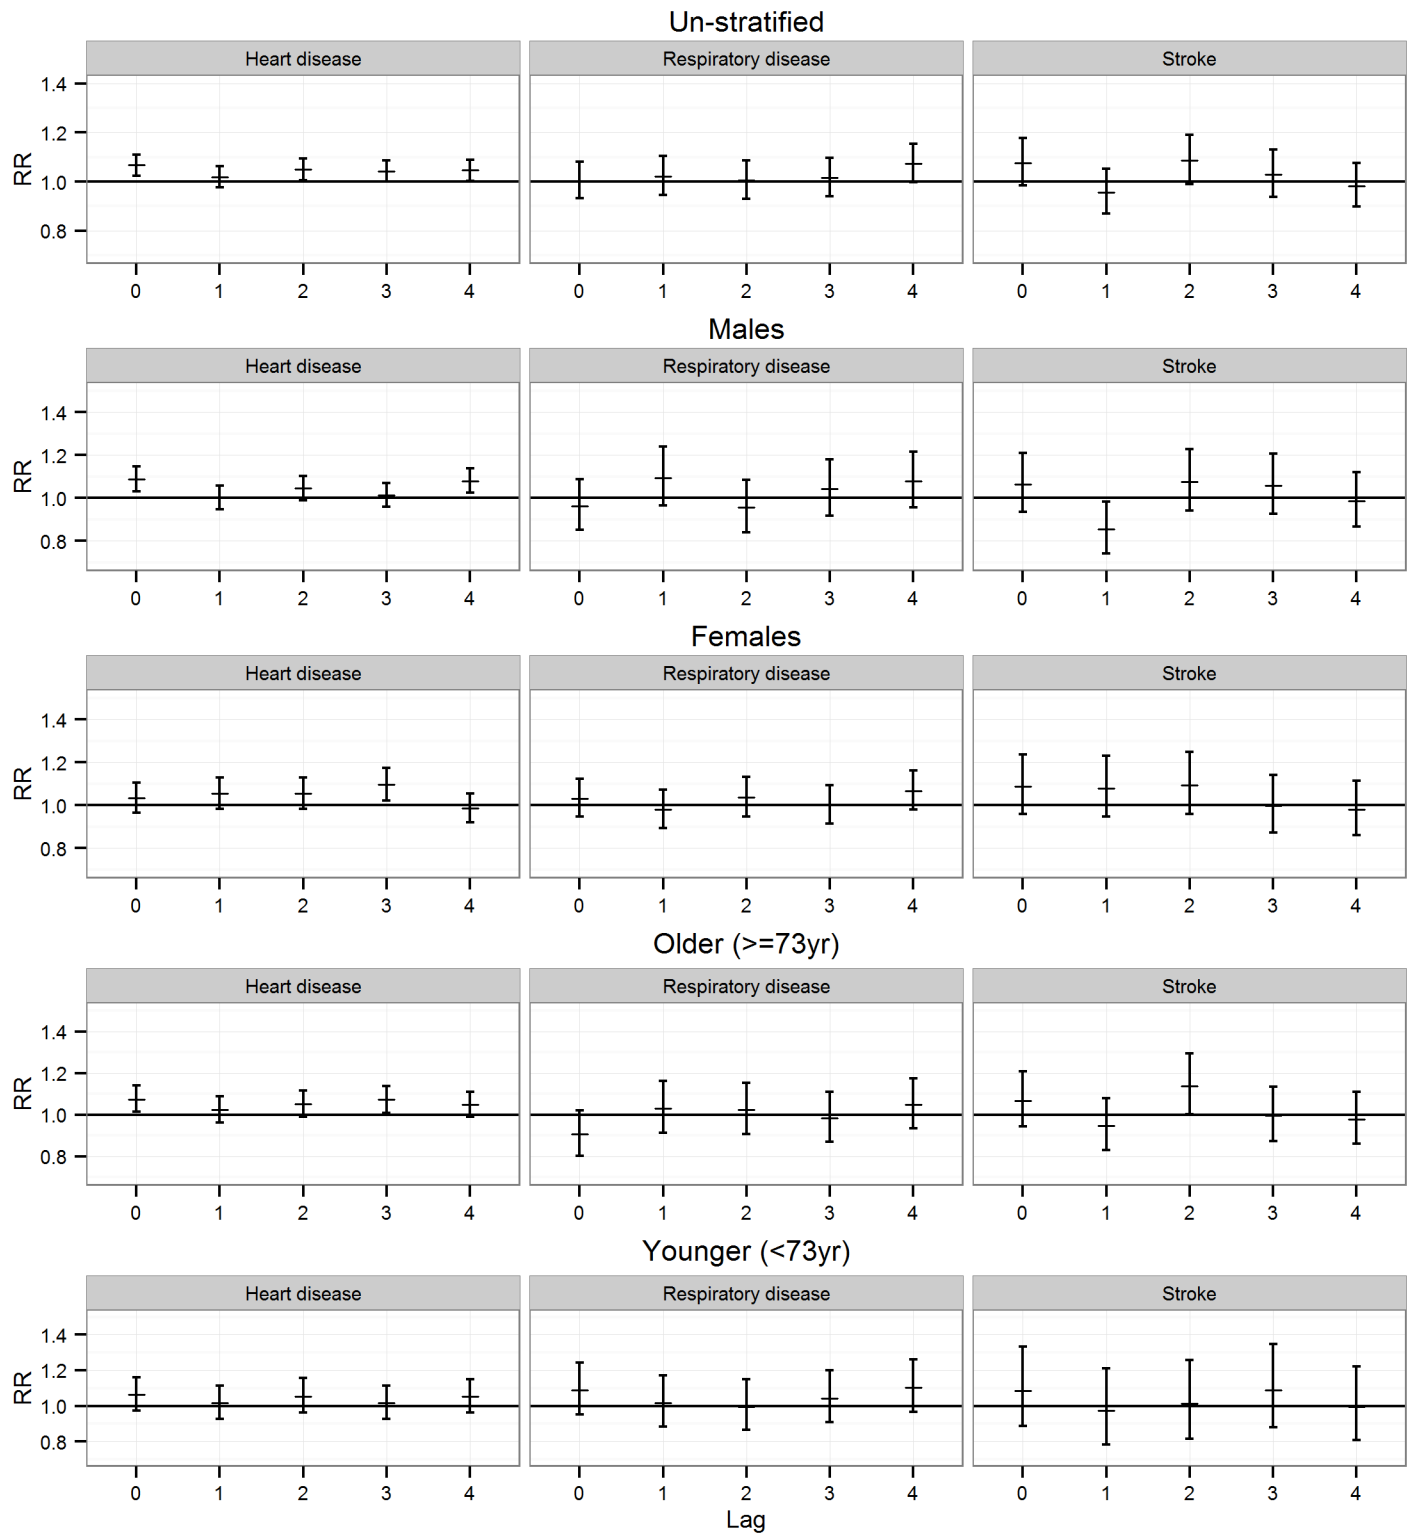 Un-stratified
Heart disease Respiratory disease Stroke
1.4
1.2
1.0
0.8
RR
0 1 2 3 4 0 1 2 3 4 0 1 2 3 4
Males
Heart disease Respiratory disease Stroke
1.4
1.2
1.0
0.8
RR
0 1 2 3 4 0 1 2 3 4 0 1 2 3 4
Females
Heart disease Respiratory disease Stroke
1.4
1.2
1.0
0.8
RR
0 1 2 3 4 0 1 2 3 4 0 1 2 3 4
Older (>=73yr)
Heart disease Respiratory disease Stroke
1.4
1.2
1.0
0.8
RR
0 1 2 3 4 0 1 2 3 4 0 1 2 3 4
Younger (<73yr)
Heart disease Respiratory disease Stroke
1.4
1.2
1.0
0.8
RR
0 1 2 3 4 0 1 2 3 4 0 1 2 3 4
Lag